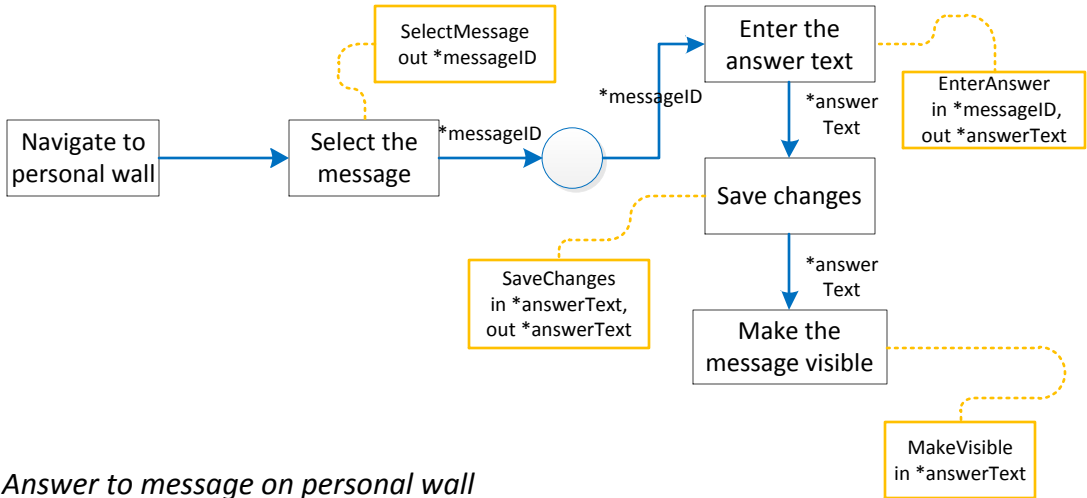 SelectMessage
out *messageID
Enter the
answer text
EnterAnswer
in *messageID,
out *answerText
*messageID
*answer
Text
Navigate to
personal wall
Select the
message
*messageID
Save changes
SaveChanges
in *answerText,
out *answerText
*answer
Text
Make the
message visible
MakeVisible
in *answerText
Answer to message on personal wall